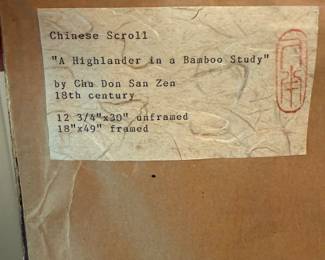 Chinese Scroll
"A Highlander in a Bamboo Study"
by Chu Don San Zen
18th century
12 3/4"x30" unframed
18"x49" framed